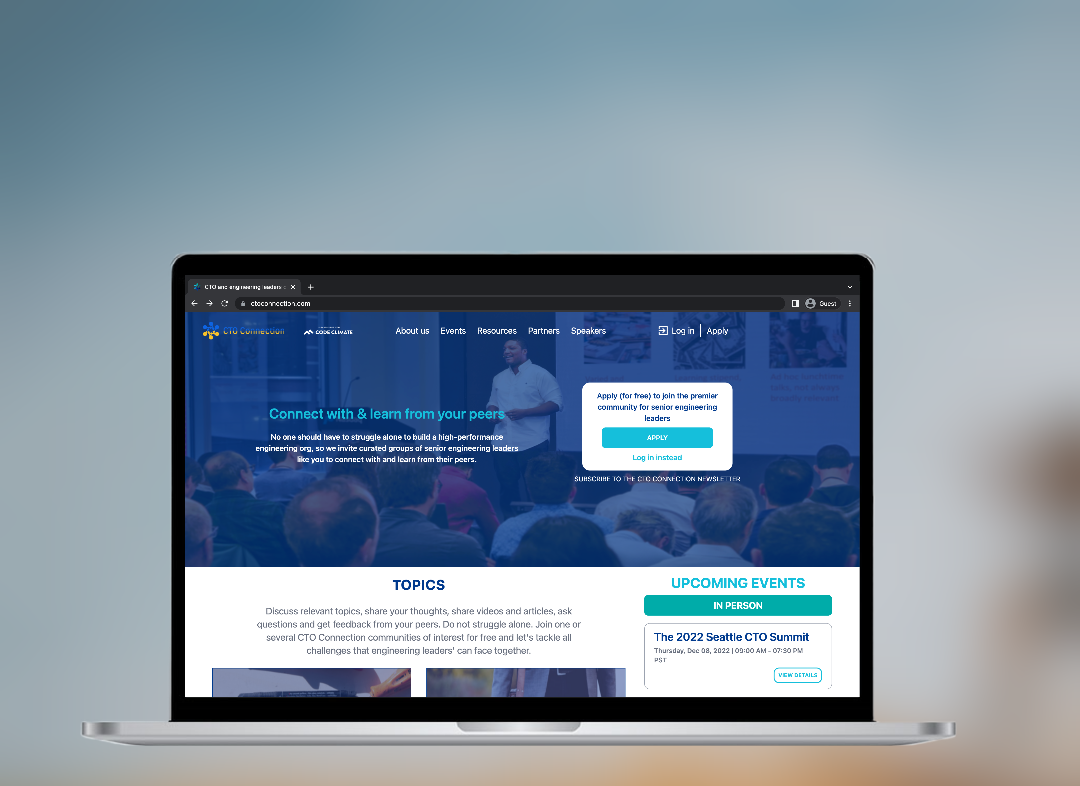 CTO and engineering leaders
ctoconnection.com
Guest
CTO Connection
CODE CLIMATE
About us
Events
Resources
Partners
Speakers
Log in
Apply
Connect with & learn from your peers
No one should have to struggle alone to build a high-performance
engineering org, so we invite curated groups of senior engineering leaders
like you to connect with and learn from their peers.
Apply (for free) to join the premier
community for senior engineering
leaders
APPLY
Log in instead
SUBSCRIBE TO THE CTO CONNECTION NEWSLETTER
TOPICS
Discuss relevant topics, share your thoughts, share videos and articles, ask
questions and get feedback from your peers. Do not struggle alone. Join one or
several CTO Connection communities of interest for free and let's tackle all
challenges that engineering leaders' can face together.
UPCOMING EVENTS
IN PERSON
The 2022 Seattle CTO Summit
Thursday, Dec 08, 2022 | 09:00 AM - 07:30 PM
PST
VIEW DETAILS